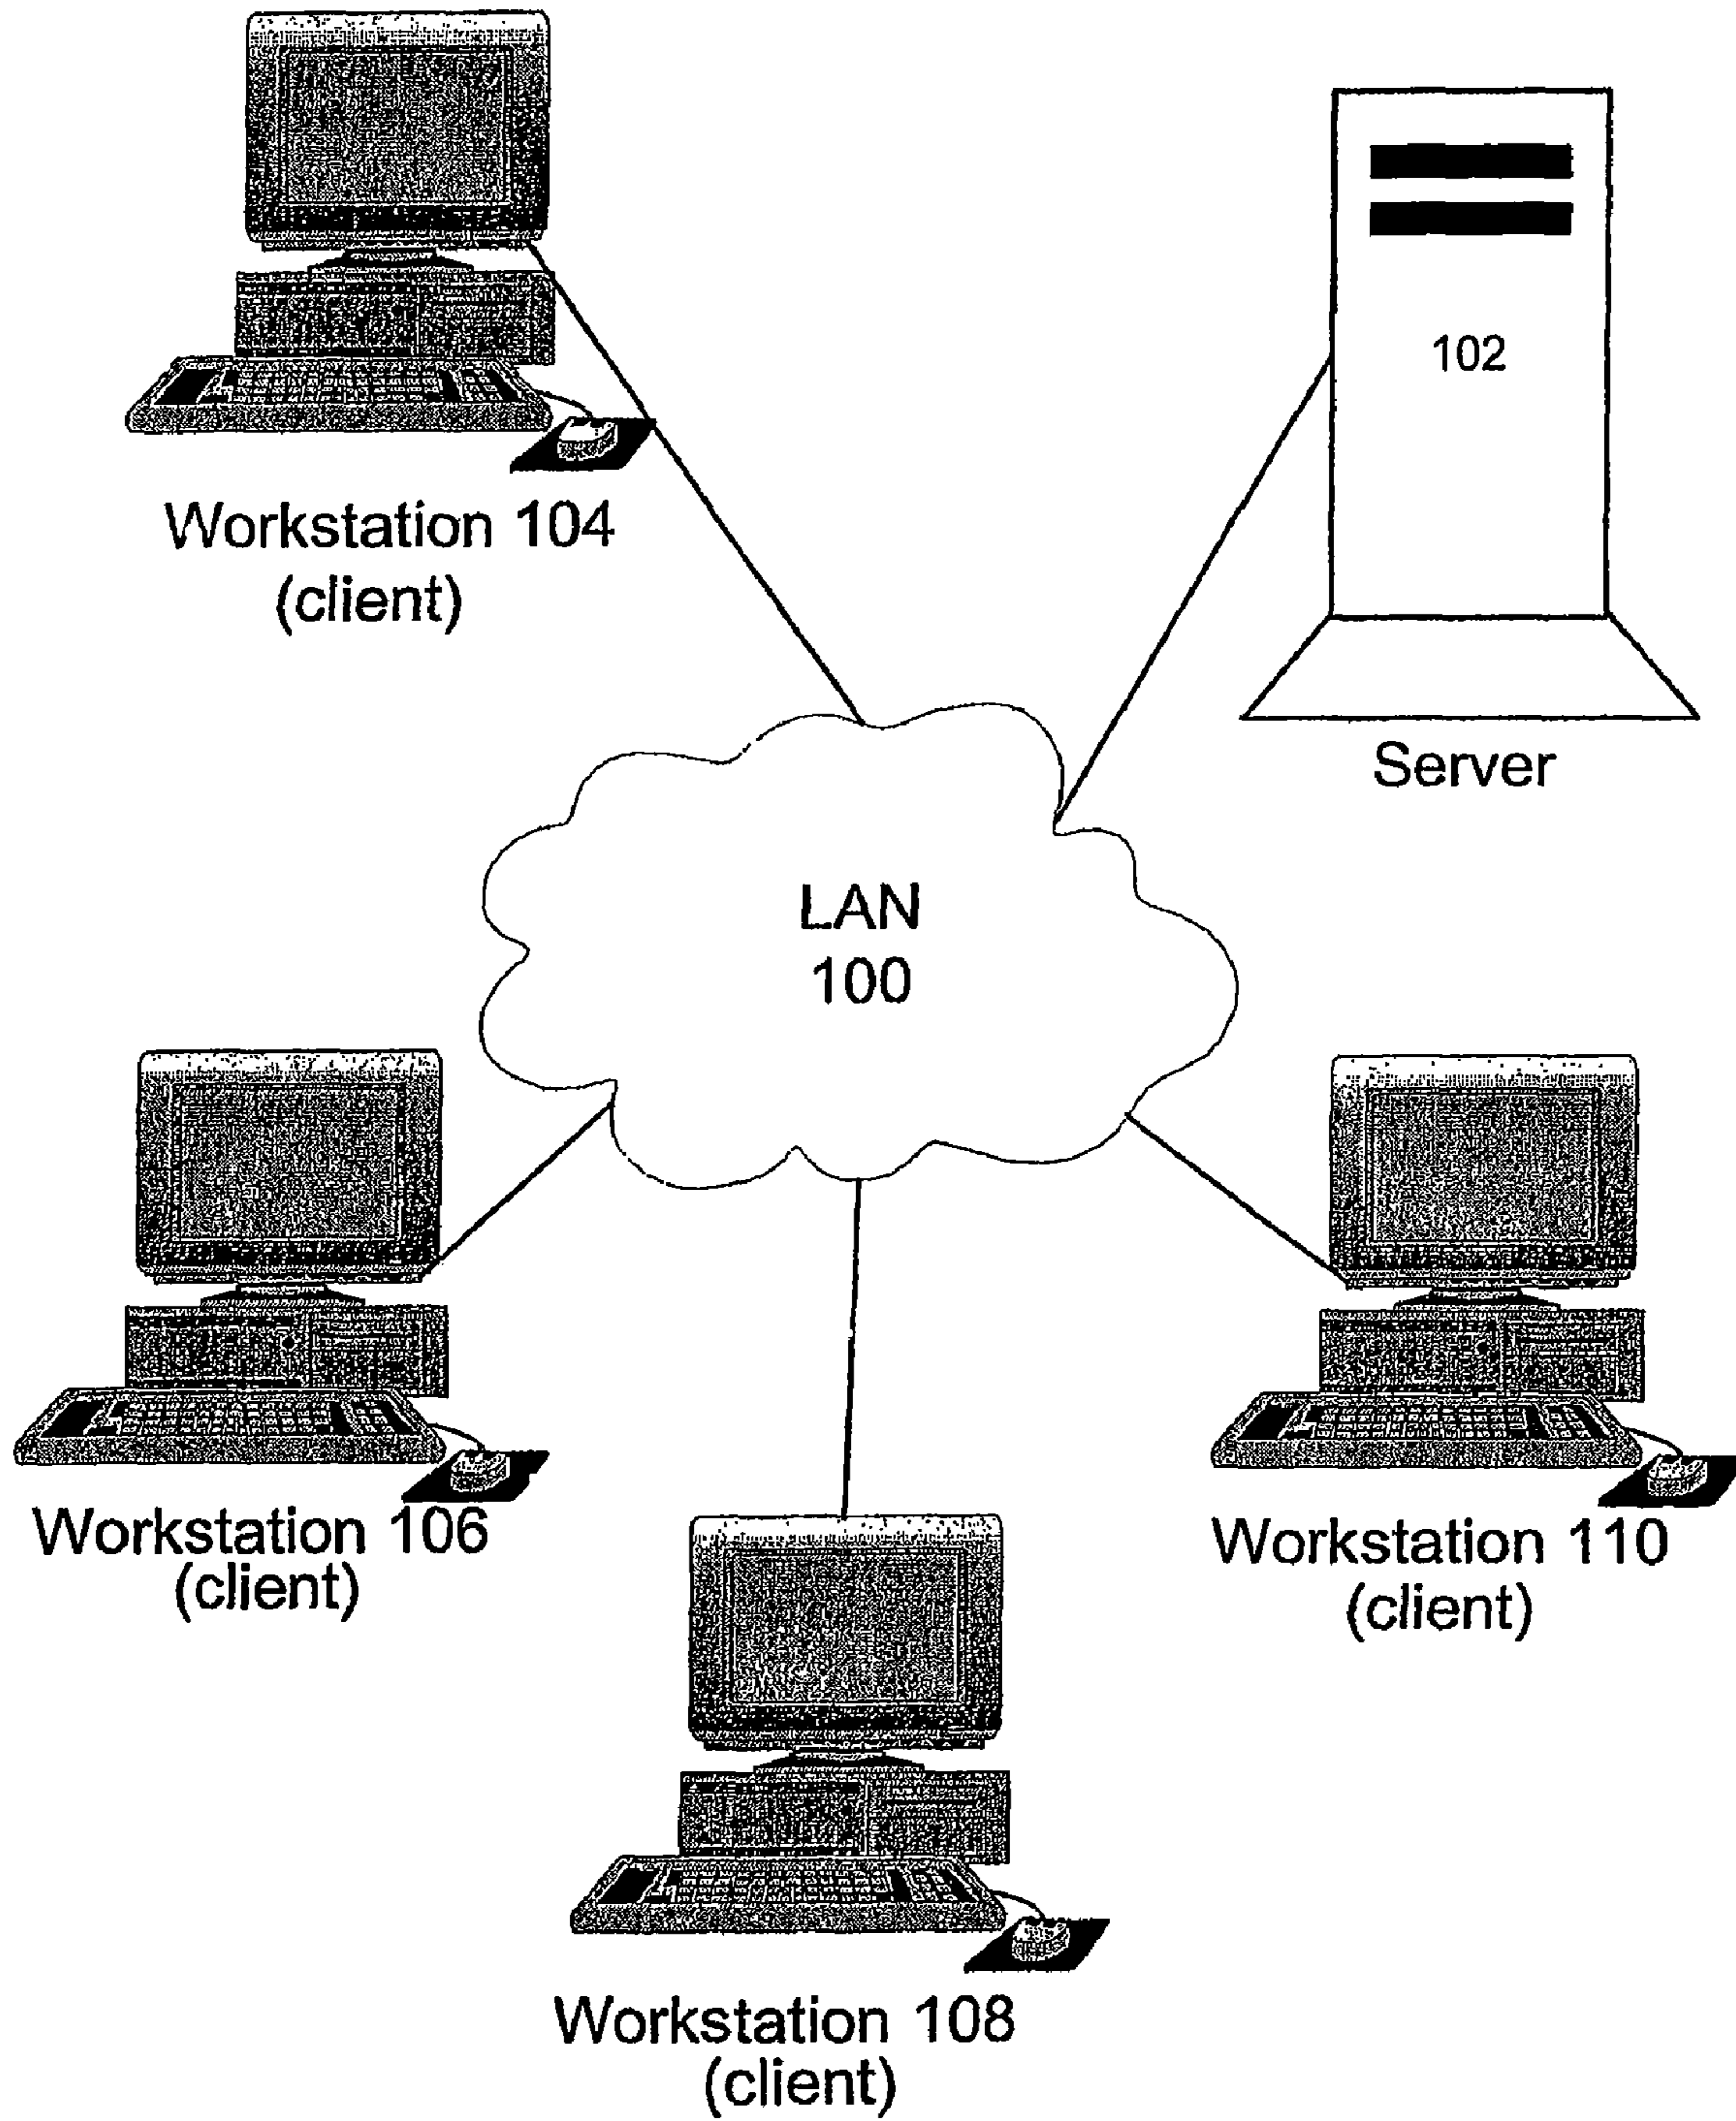 Workstation 104
(client)
102
Server
LAN
100
Workstation 106
(client)
Workstation 110
(client)
Workstation 108
(client)